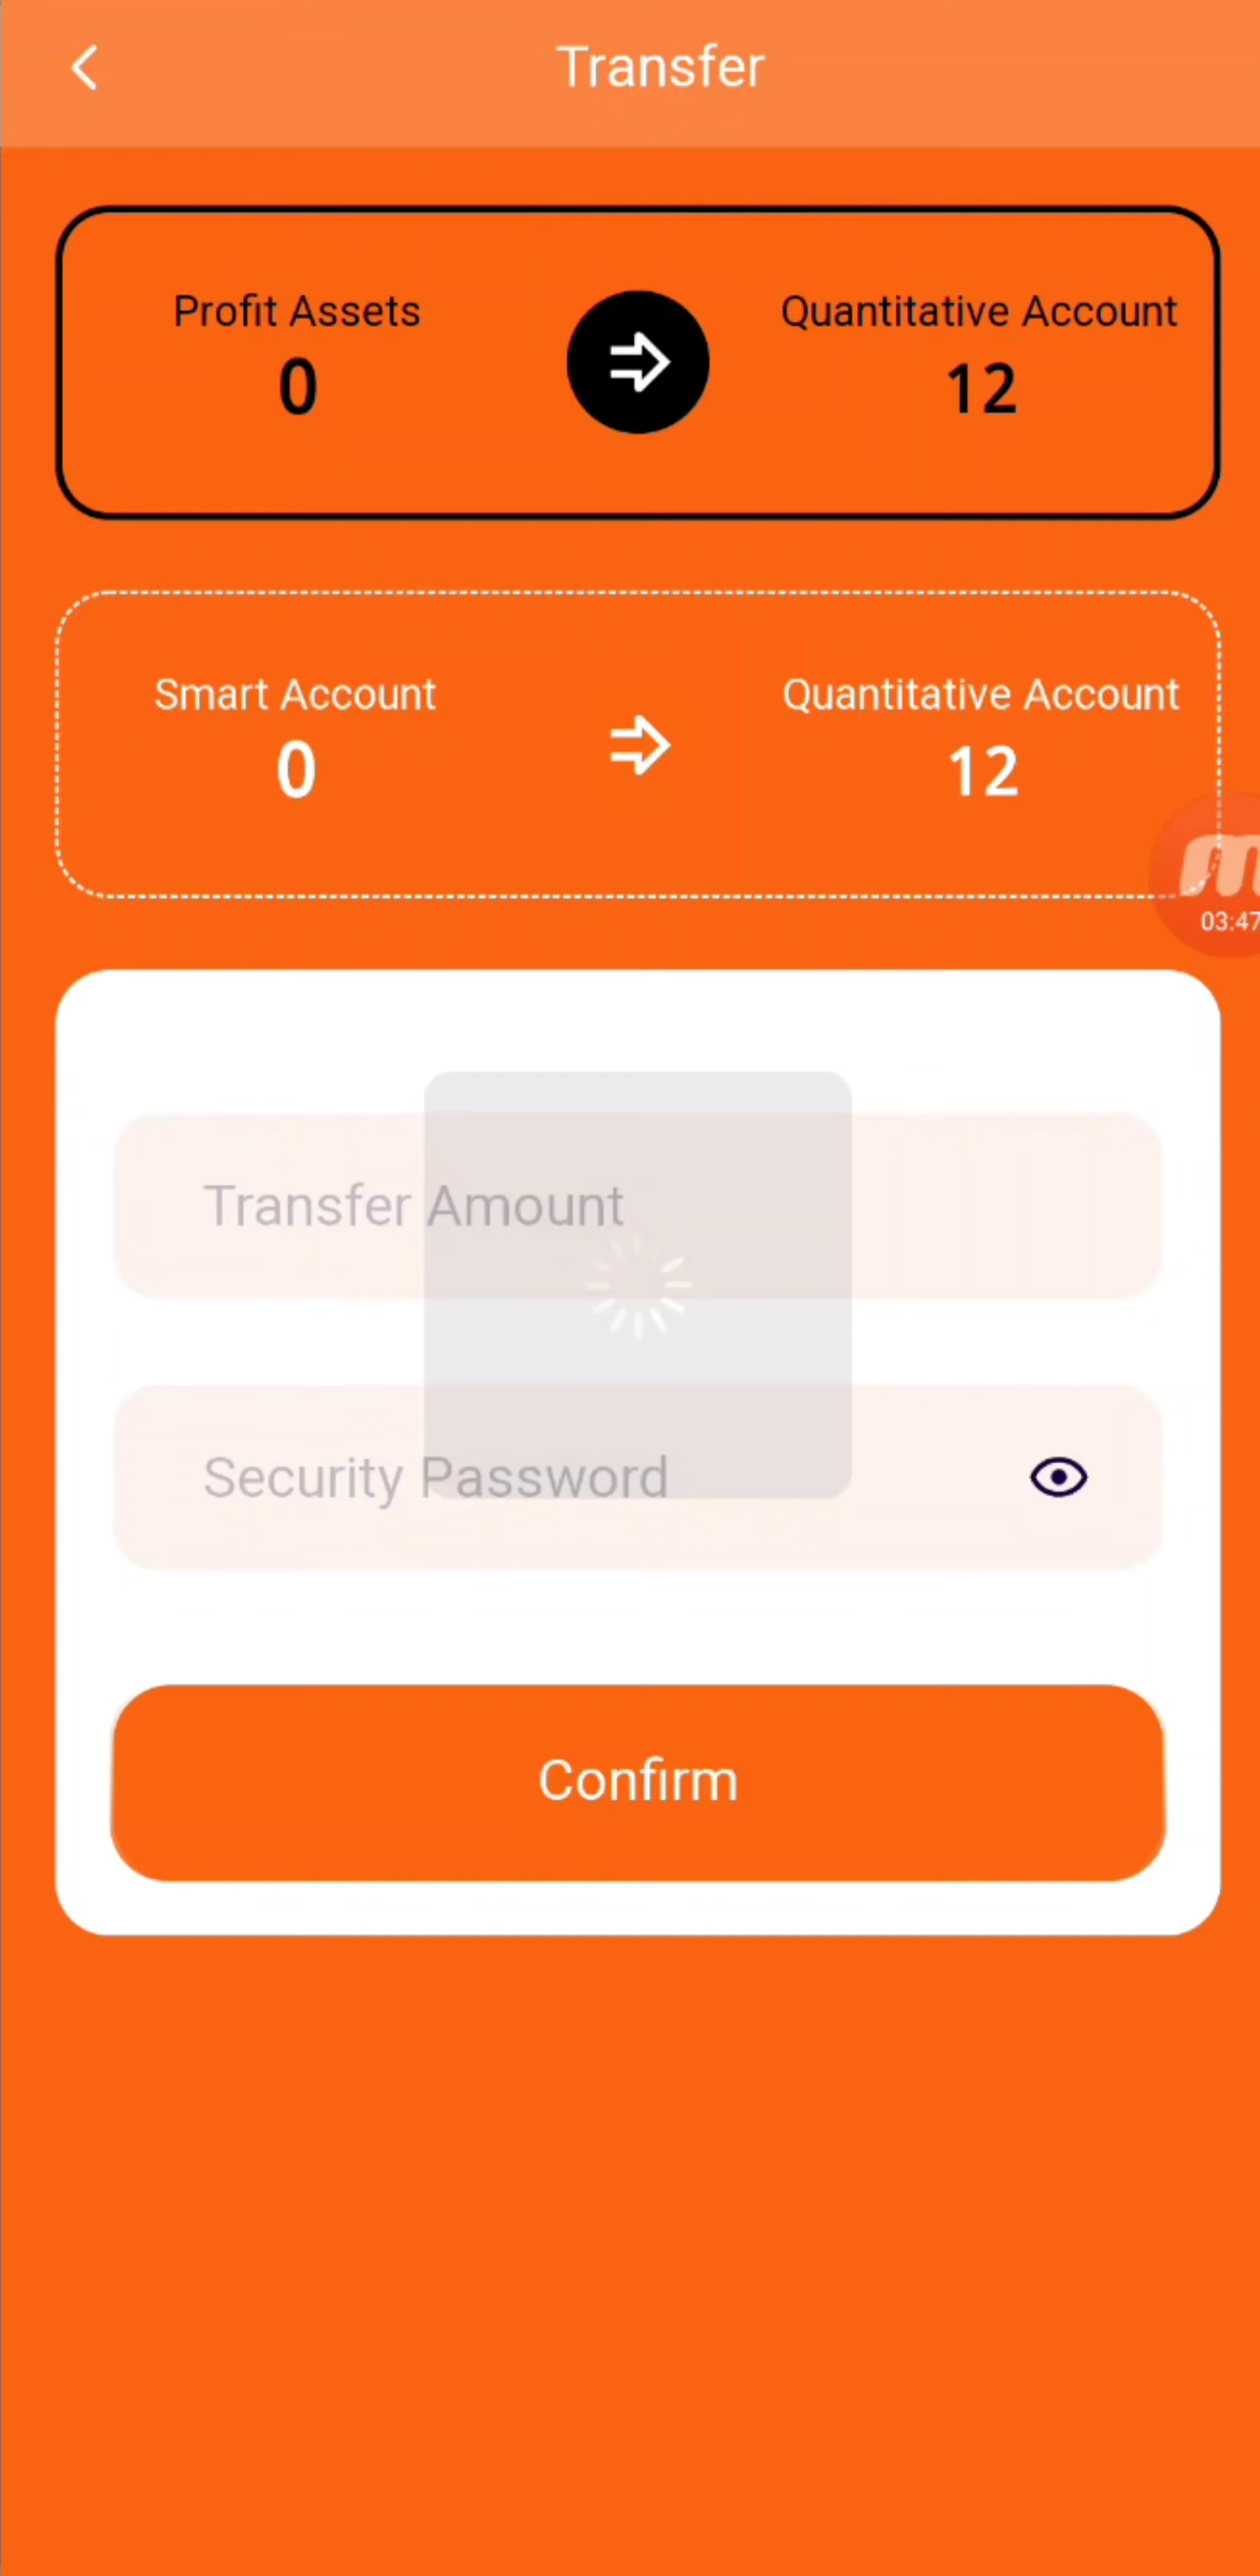 Transfer
Profit Assets
0
Quantitative Account
12
Smart Account
0
Quantitative Account
12
m
03:47
Transfer Amount
Security Password
Confirm